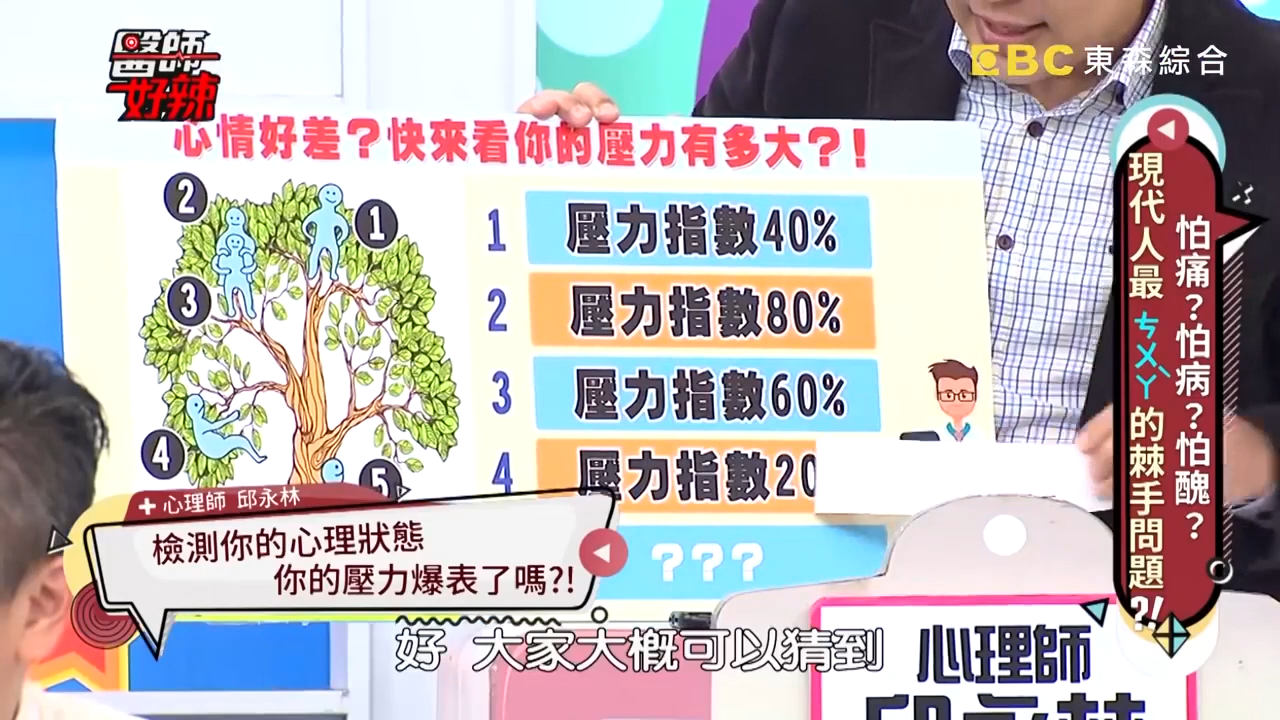 醫師
好辣
EBC 東森綜合
心情好差？快來看你的壓力有多大？！
2
1
3
4
5
1 壓力指數40%
2 壓力指數80%
3 壓力指數60%
4 壓力指數20
???
怕痛？怕病？怕醜？
現代人最ㄘㄨㄚˋ的棘手問題?!
心理師 邱永林
檢測你的心理狀態
你的壓力爆表了嗎?!
好 大家大概可以猜到
心理師
邱永林